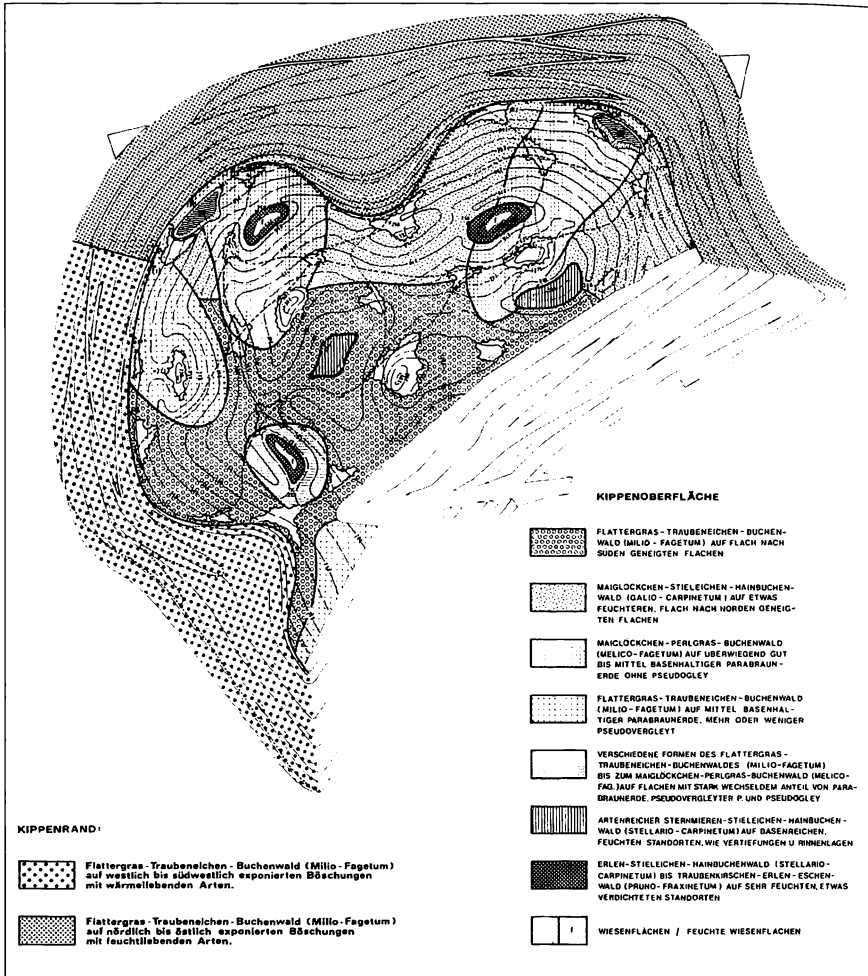 KIPPENOBERFLÄCHE
FLATTERGRAS-TRAUBENEICHEN-BUCHEN-
WALD (MILIO-FAGETUM) AUF FLACH NACH
SÜDEN GENEIGTEN FLÄCHEN
MAIGLÖCKCHEN-STIELEICHEN-HAINBUCHEN-
WALD (GALIO-CARPINETUM) AUF ETWAS
FEUCHTEREN, FLACH NACH NORDEN GENEIG-
TEN FLÄCHEN
MAIGLÖCKCHEN-PERLGRAS-BUCHENWALD
(MELICO-FAGETUM) AUF ÜBERWIEGEND GUT
BIS MITTEL BASENHALTIGER PARABRAUN-
ERDE OHNE PSEUDOGLEY
FLATTERGRAS-TRAUBENEICHEN-BUCHENWALD
(MILIO-FAGETUM) AUF MITTEL BASENHAL-
TIGER PARABRAUNERDE, MEHR ODER WENIGER
PSEUDOVERGLEYT
VERSCHIEDENE FORMEN DES FLATTERGRAS-
TRAUBENEICHEN-BUCHENWALDES (MILIO-FAGETUM)
BIS ZUM MAIGLÖCKCHEN-PERLGRAS-BUCHENWALD (MELICO-
FAG.) AUF FLÄCHEN MIT STARK WECHSELDEM ANTEIL VON PARA-
BRAUNERDE, PSEUDOVERGLEYTER P. UND PSEUDOGLEY
ARTENREICHER STERNMIEREN-STIELEICHEN-HAINBUCHEN-
WALD (STELLARIO-CARPINETUM) AUF BASENREICHEN,
FEUCHTEN STANDORTEN, WIE VERTIEFUNGEN U RINNENLAGEN
ERLEN-STIELEICHEN-HAINBUCHENWALD (STELLARIO-
CARPINETUM) BIS TRAUBENKIRSCHEN-ERLEN-ESCHEN-
WALD (PRUNO-FRAXINETUM) AUF SEHR FEUCHTEN, ETWAS
VERDICHTETEN STANDORTEN
f
WIESENFLÄCHEN / FEUCHTE WIESENFLÄCHEN
KIPPENRAND:
Flattergras-Traubeneichen-Buchenwald (Milio-Fagetum)
auf westlich bis südwestlich exponierten Böschungen
mit wärmeliebenden Arten.
Flattergras-Traubeneichen-Buchenwald (Milio-Fagetum)
auf nördlich bis östlich exponierten Böschungen
mit feuchtliebenden Arten.